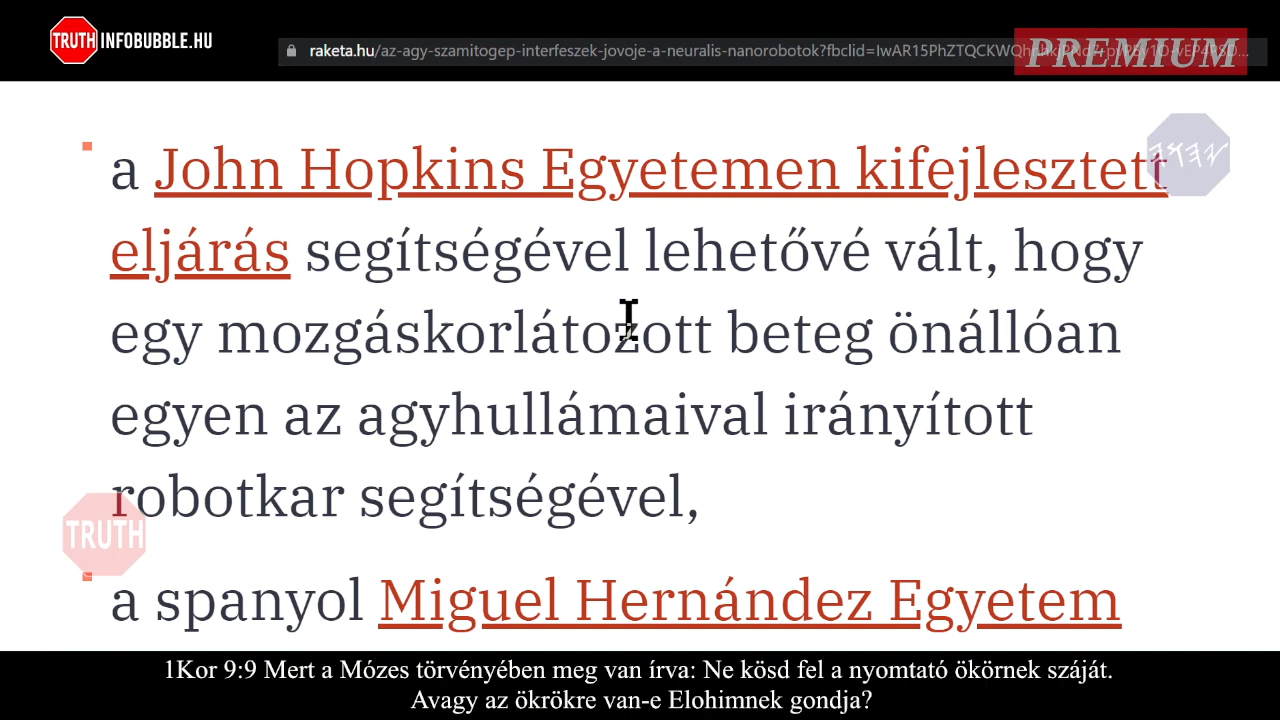 TRUTH INFOBUBBLE.HU
raketa.hu/az-agy-szamitogep-interfeszek-jovoje-a-neuralis-nanorobotok?fbclid=IwAR15PhZTQCKWQ
PREMIUM
a John Hopkins Egyetemen kifejlesztett
eljárás segítségével lehetővé vált, hogy
egy mozgáskorlátozott beteg önállóan
egyen az agyhullámaival irányított
robotkar segítségével,
TRUTH
a spanyol Miguel Hernández Egyetem
1Kor 9:9 Mert a Mózes törvényében meg van írva: Ne kösd fel a nyomtató ökörnek száját.
Avagy az ökrökre van-e Elohimnek gondja?